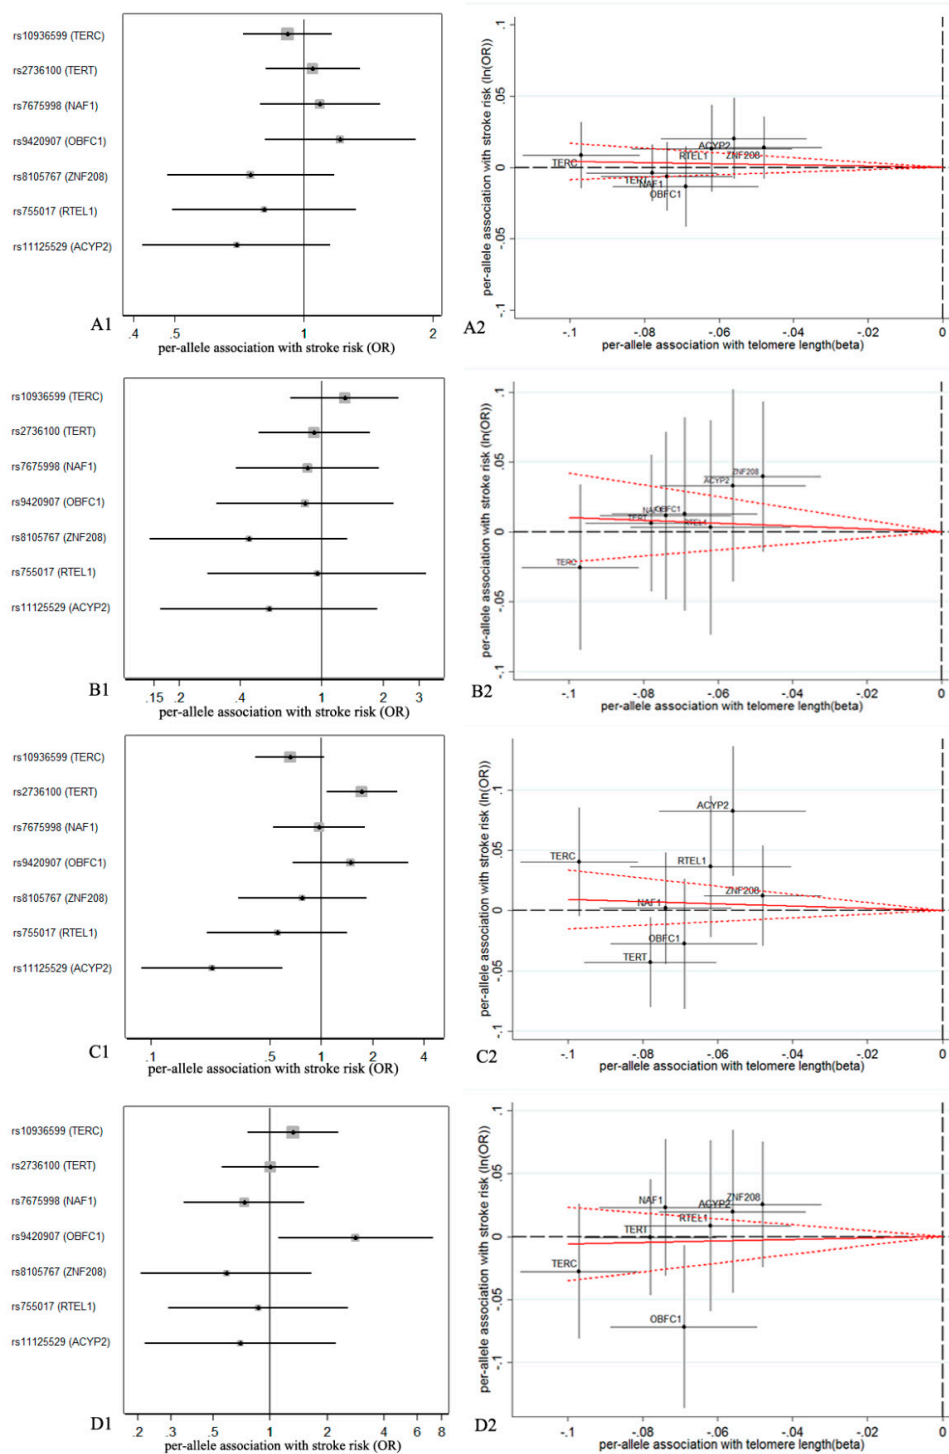 rs10936599 (TERC)
rs2736100 (TERT)
rs7675998 (NAF1)
rs9420907 (OBFC1)
rs8105767 (ZNF208)
rs755017 (RTEL1)
rs11125529 (ACYP2)
.4 .5 1 2
A1
per-allele association with stroke risk (OR)
per-allele association with stroke risk (ln(OR))
.1
.05
0
-.05
-.1
TERC
TERT
NAF1
OBFC1
RTEL1
ACYP2
ZNF208
-.1 -.08 -.06 -.04 -.02 0
A2
per-allele association with telomere length(beta)
rs10936599 (TERC)
rs2736100 (TERT)
rs7675998 (NAF1)
rs9420907 (OBFC1)
rs8105767 (ZNF208)
rs755017 (RTEL1)
rs11125529 (ACYP2)
.15 .2 .4 1 2 3
B1
per-allele association with stroke risk (OR)
per-allele association with stroke risk (ln(OR))
.1
.05
0
-.05
-.1
TERC
TERT
NAF1
OBFC1
RTEL1
ACYP2
ZNF208
-.1 -.08 -.06 -.04 -.02 0
B2
per-allele association with telomere length(beta)
rs10936599 (TERC)
rs2736100 (TERT)
rs7675998 (NAF1)
rs9420907 (OBFC1)
rs8105767 (ZNF208)
rs755017 (RTEL1)
rs11125529 (ACYP2)
.1 .5 1 2 4
C1
per-allele association with stroke risk (OR)
per-allele association with stroke risk (ln(OR))
.1
.05
0
-.05
-.1
TERC
TERT
NAF1
OBFC1
RTEL1
ACYP2
ZNF208
-.1 -.08 -.06 -.04 -.02 0
C2
per-allele association with telomere length(beta)
rs10936599 (TERC)
rs2736100 (TERT)
rs7675998 (NAF1)
rs9420907 (OBFC1)
rs8105767 (ZNF208)
rs755017 (RTEL1)
rs11125529 (ACYP2)
.2 .3 .5 1 2 4 6 8
D1
per-allele association with stroke risk (OR)
per-allele association with stroke risk (ln(OR))
.1
.05
0
-.05
-.1
TERC
TERT
NAF1
OBFC1
RTEL1
ACYP2
ZNF208
-.1 -.08 -.06 -.04 -.02 0
D2
per-allele association with telomere length(beta)